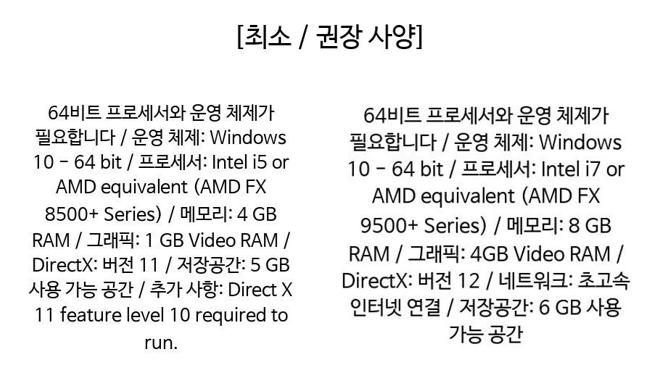 [최소 / 권장 사양]
64비트 프로세서와 운영 체제가
필요합니다 / 운영 체제: Windows
10 - 64 bit / 프로세서: Intel i5 or
AMD equivalent (AMD FX
8500+ Series) / 메모리: 4 GB
RAM / 그래픽: 1 GB Video RAM /
DirectX: 버전 11 / 저장공간: 5 GB
사용 가능 공간 / 추가 사항: Direct X
11 feature level 10 required to
run.
64비트 프로세서와 운영 체제가
필요합니다 / 운영 체제: Windows
10 - 64 bit / 프로세서: Intel i7 or
AMD equivalent (AMD FX
9500+ Series) / 메모리: 8 GB
RAM / 그래픽: 4GB Video RAM /
DirectX: 버전 12 / 네트워크: 초고속
인터넷 연결 / 저장공간: 6 GB 사용
가능 공간